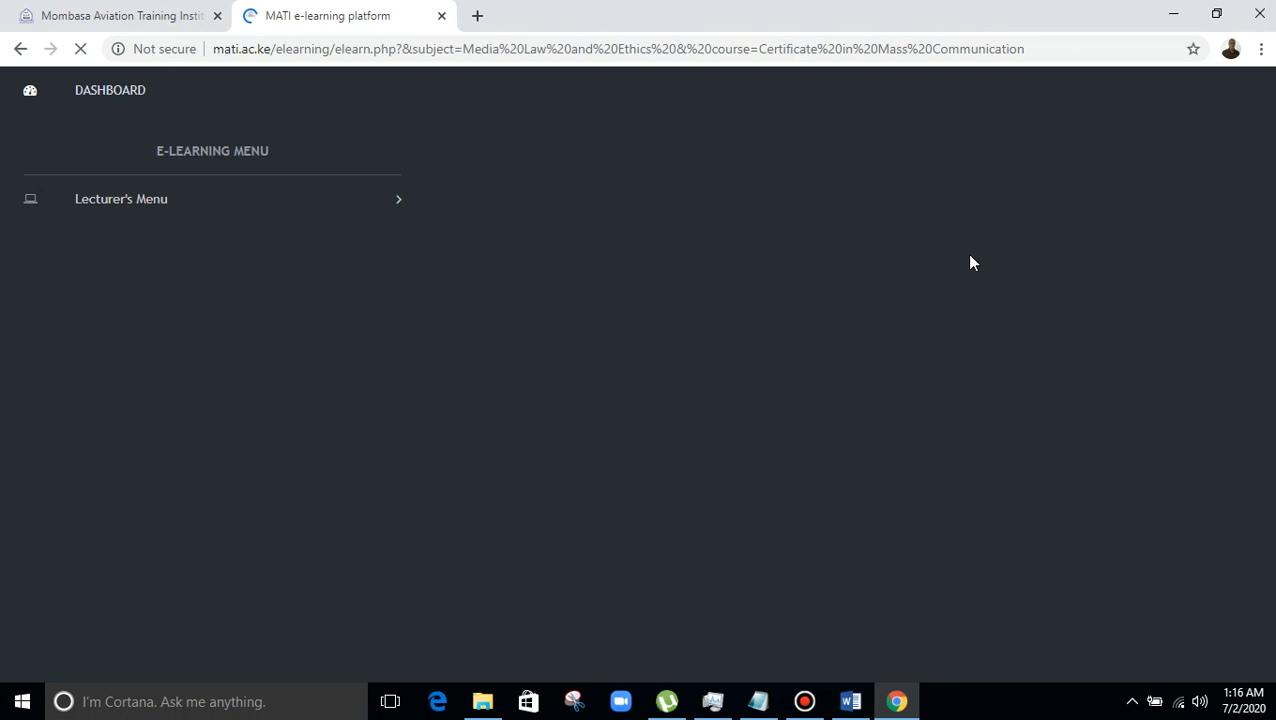 Mombasa Aviation Training Instit
MATI e-learning platform
Not secure
mati.ac.ke/elearning/elearn.php?&subject=Media%20Law%20and%20Ethics%20&%20course=Certificate%20in%20Mass%20Communication
DASHBOARD
E-LEARNING MENU
Lecturer's Menu
I'm Cortana. Ask me anything.
1:16 AM
7/2/2020